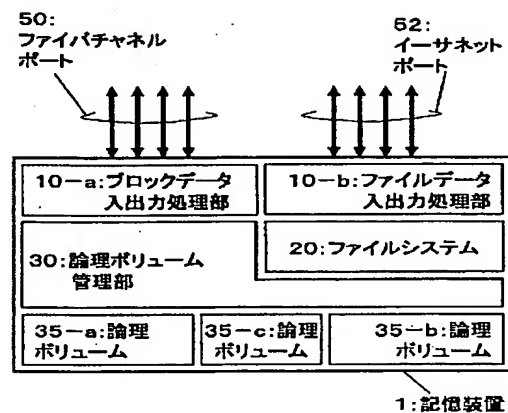 50:
ファイバチャネル
ポート
52:
イーサネット
ポート
10-a:ブロックデータ
入出力処理部
10-b:ファイルデータ
入出力処理部
30:論理ボリューム
管理部
20:ファイルシステム
35-a:論理
ボリューム
35-c:論理
ボリューム
35-b:論理
ボリューム
1:記憶装置